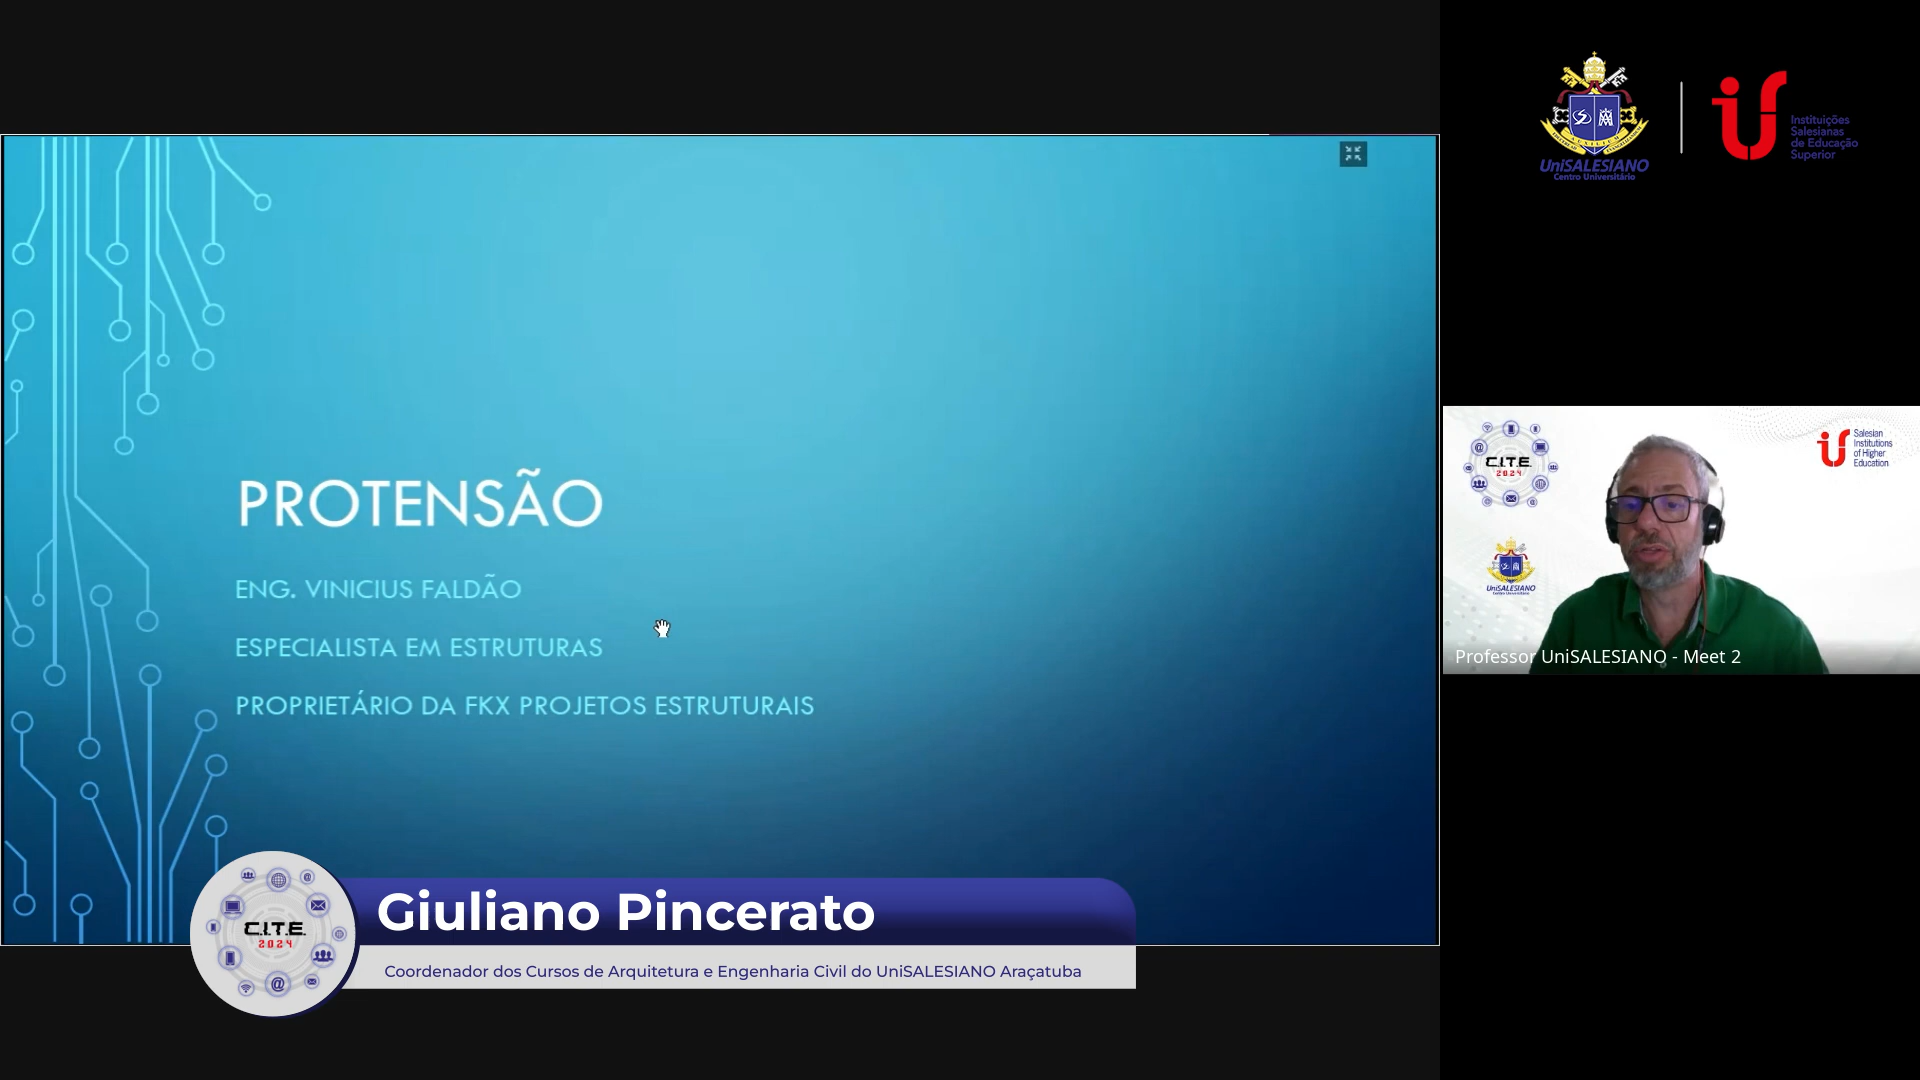 PROTENSÃO
ENG. VINICIUS FALDÃO
ESPECIALISTA EM ESTRUTURAS
PROPRIETÁRIO DA FKX PROJETOS ESTRUTURAIS
C.I.T.E.
2024
Giuliano Pincerato
Coordenador dos Cursos de Arquitetura e Engenharia Civil do UniSALESIANO Araçatuba
UniSALESIANO
Centro Universitário
Instituições
Salesianas
de Educação
Superior
C.I.T.E.
2024
Salesian
Institutions
of Higher
Education
UniSALESIANO
Professor UniSALESIANO - Meet 2